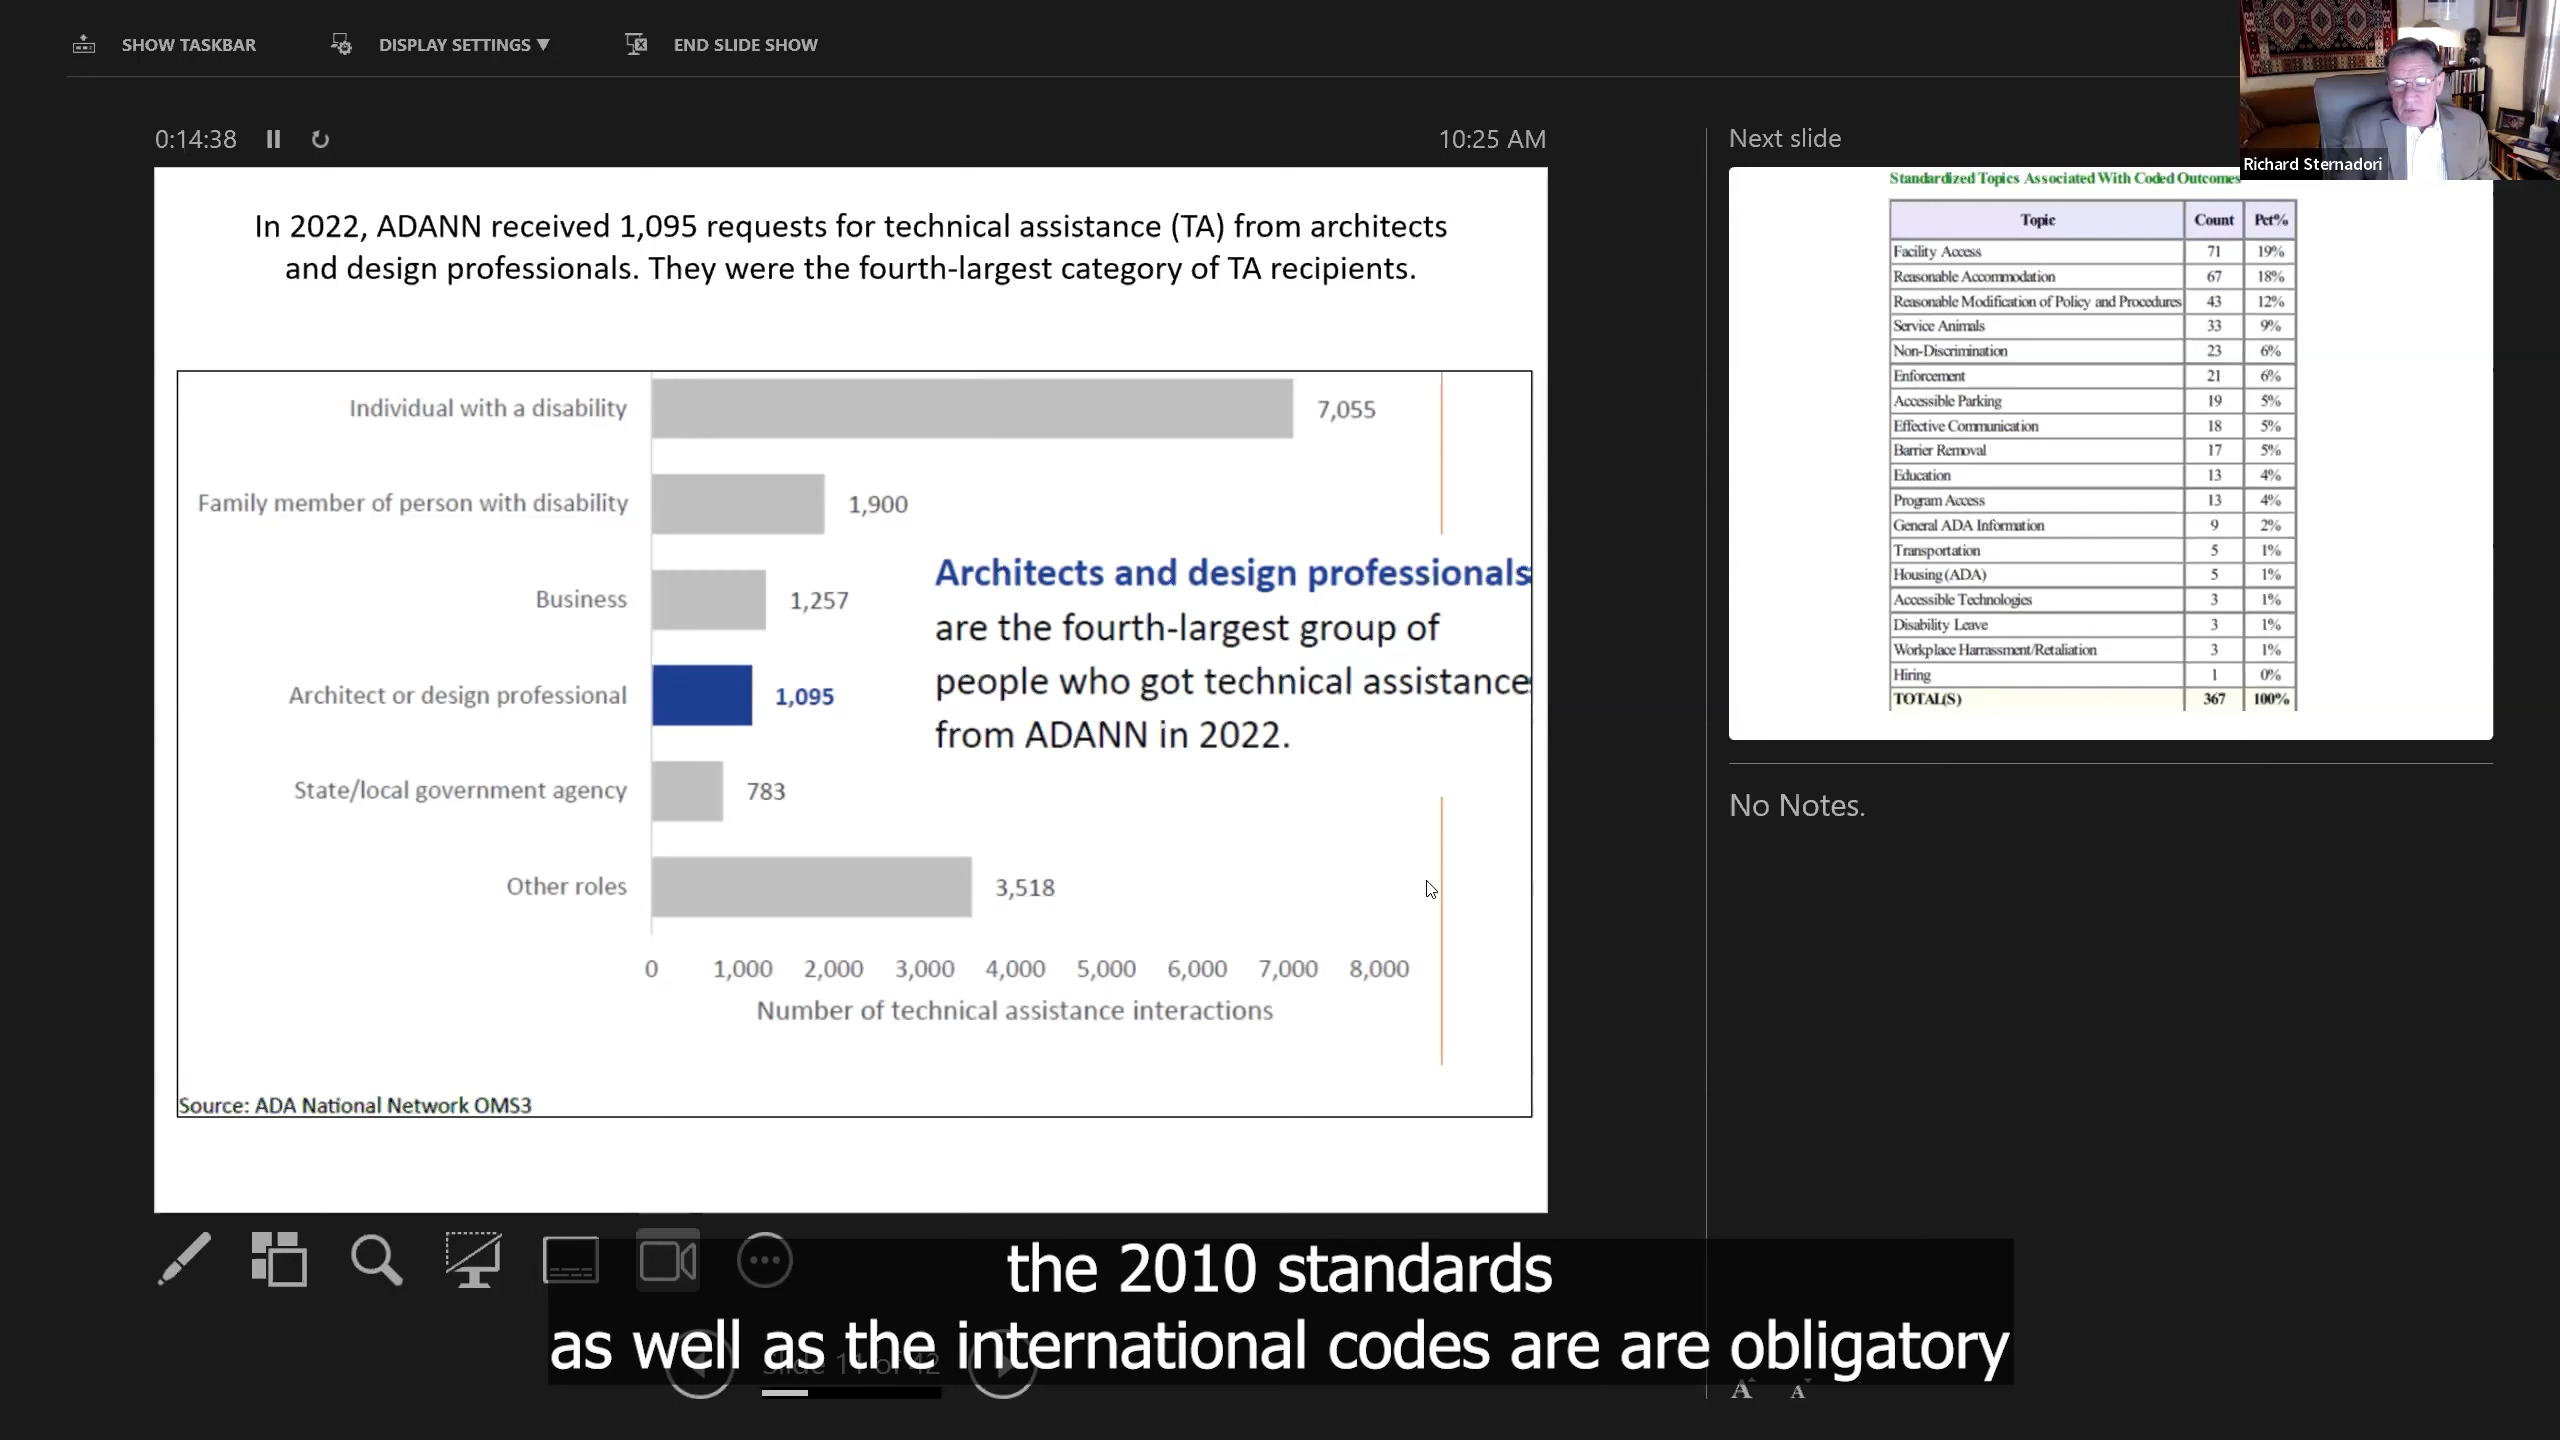 SHOW TASKBAR
DISPLAY SETTINGS ▼
END SLIDE SHOW
0:14:38
10:25 AM
Next slide
Richard Sternadori
In 2022, ADANN received 1,095 requests for technical assistance (TA) from architects
and design professionals. They were the fourth-largest category of TA recipients.
Individual with a disability 7,055
Family member of person with disability 1,900
Business 1,257
Architect or design professional 1,095
State/local government agency 783
Other roles 3,518
Architects and design professionals
are the fourth-largest group of
people who got technical assistance
from ADANN in 2022.
0 1,000 2,000 3,000 4,000 5,000 6,000 7,000 8,000
Number of technical assistance interactions
Source: ADA National Network OMS3
Standardized Topics Associated With Coded Outcomes
Topic Count Pct%
Facility Access 71 19%
Reasonable Accommodation 67 18%
Reasonable Modification of Policy and Procedures 43 12%
Service Animals 33 9%
Non-Discrimination 23 6%
Enforcement 21 6%
Accessible Parking 19 5%
Effective Communication 18 5%
Barrier Removal 17 5%
Education 13 4%
Program Access 13 4%
General ADA Information 9 2%
Transportation 5 1%
Housing (ADA) 5 1%
Accessible Technologies 3 1%
Disability Leave 3 1%
Workplace Harrassment/Retaliation 3 1%
Hiring 1 0%
TOTAL(S) 367 100%
No Notes.
the 2010 standards
as well as the international codes are are obligatory
Slide 11 of 42
A A